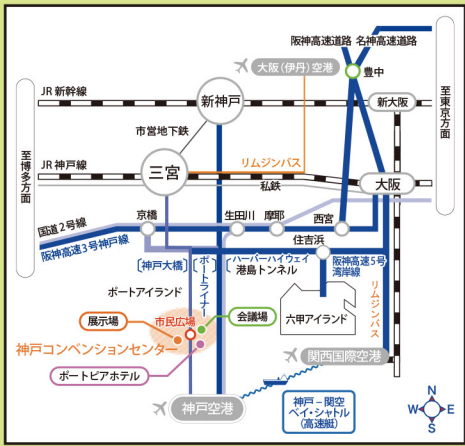 阪神高速道路
名神高速道路
大阪(伊丹)空港
豊中
JR 新幹線
新神戸
新大阪
至博多方面
至東京方面
市営地下鉄
JR 神戸線
三宮
リムジンバス
私鉄
大阪
京橋
生田川
摩耶
西宮
国道2号線
阪神高速3号神戸線
住吉浜
〔神戸大橋〕
ポートライナー
ハーバーハイウェイ
港島トンネル
阪神高速5号
湾岸線
リムジンバス
ポートアイランド
六甲アイランド
展示場
市民広場
会議場
神戸コンベンションセンター
ポートピアホテル
関西国際空港
神戸空港
神戸－関空
ベイ・シャトル
(高速艇)
N
W
E
S